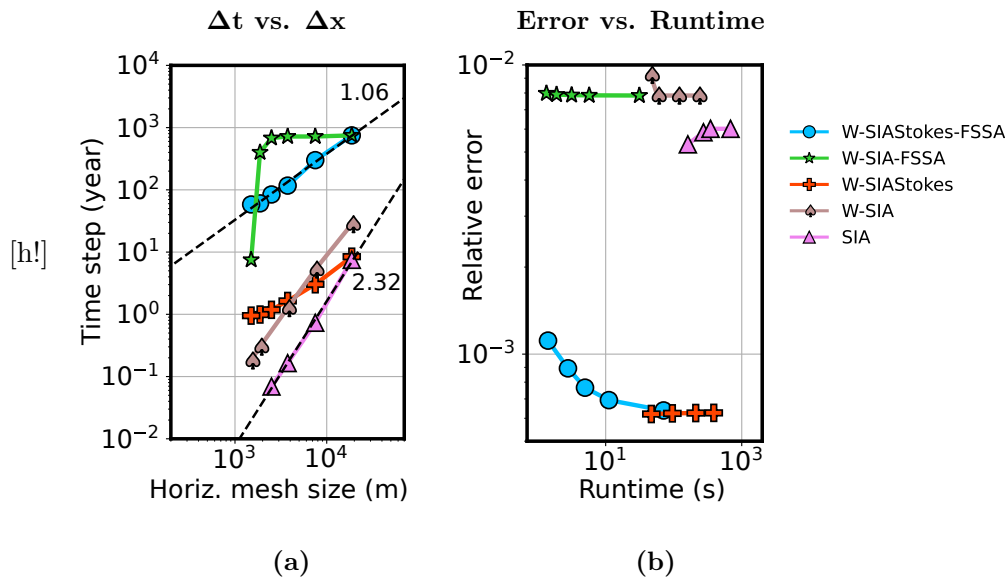 Δt vs. Δx
Error vs. Runtime
[h!]
Time step (year)
10^4
10^3
10^2
10^1
10^0
10^-1
10^-2
1.06
2.32
10^3
10^4
Horiz. mesh size (m)
(a)
Relative error
10^-2
10^-3
10^1
10^3
Runtime (s)
(b)
W-SIAStokes-FSSA
W-SIA-FSSA
W-SIAStokes
W-SIA
SIA